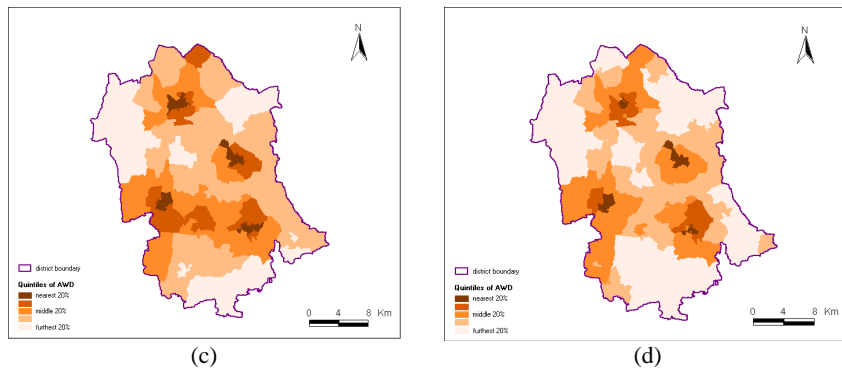 N
district boundary
Quintiles of AWD
nearest 20%
middle 20%
furthest 20%
0 4 8 Km
(c)
N
district boundary
Quintiles of AWD
nearest 20%
middle 20%
furthest 20%
0 4 8 Km
(d)